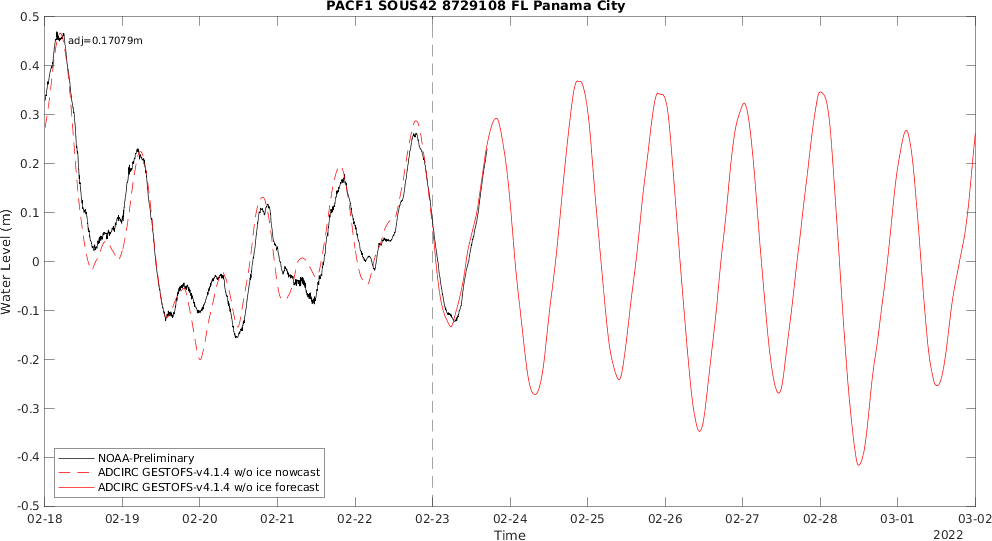 PACF1 SOUS42 8729108 FL Panama City
0.5
adj=0.17079m
0.4
0.3
0.2
0.1
0
-0.1
-0.2
-0.3
-0.4
-0.5
Water Level (m)
NOAA-Preliminary
ADCIRC GESTOFS-v4.1.4 w/o ice nowcast
ADCIRC GESTOFS-v4.1.4 w/o ice forecast
02-18 02-19 02-20 02-21 02-22 02-23 02-24 02-25 02-26 02-27 02-28 03-01 03-02
Time
2022